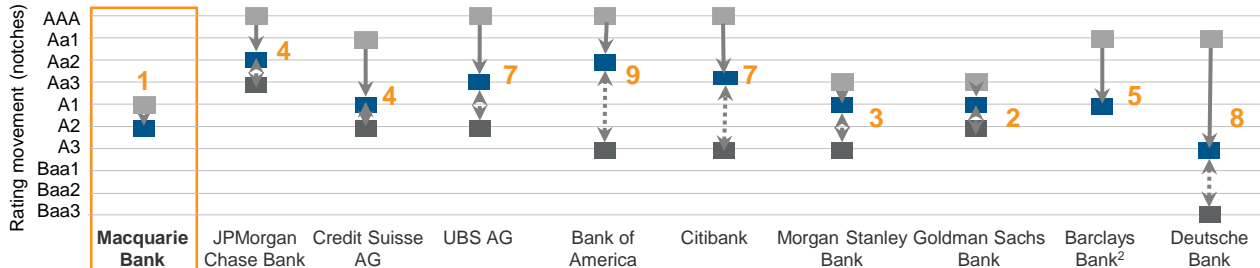 Rating movement (notches)
AAA
Aa1
Aa2
Aa3
A1
A2
A3
Baa1
Baa2
Baa3
1
4
4
7
9
7
3
2
5
8
Macquarie
Bank
JPMorgan
Chase Bank
Credit Suisse
AG
UBS AG
Bank of
America
Citibank
Morgan Stanley
Bank
Goldman Sachs
Bank
Barclays
Bank²
Deutsche
Bank